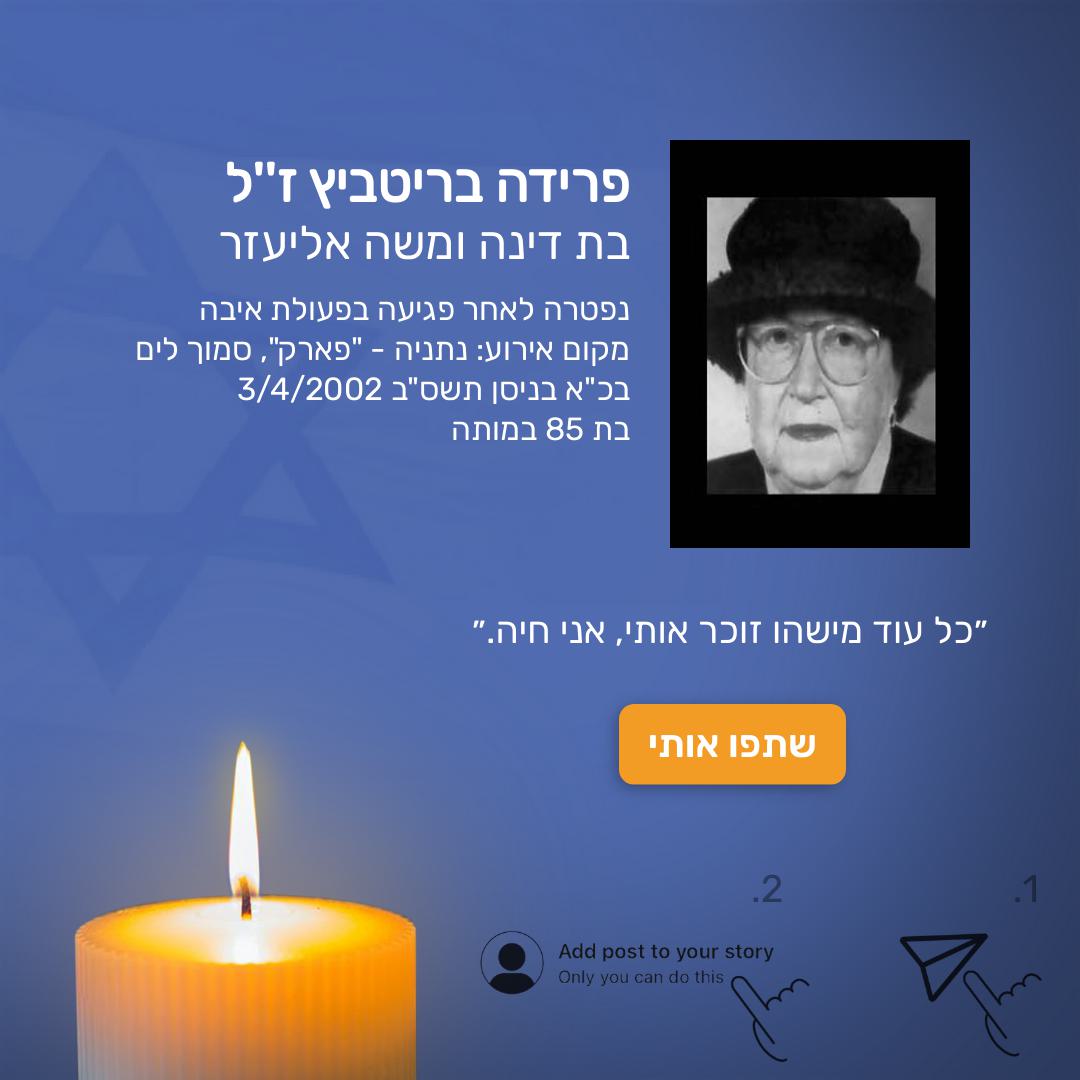 פרידה בריטביץ ז"ל
בת דינה ומשה אליעזר
נפטרה לאחר פגיעה בפעולת איבה
מקום אירוע: נתניה - "פארק", סמוך לים
בכ"א בניסן תשס"ב 3/4/2002
בת 85 במותה
״כל עוד מישהו זוכר אותי, אני חיה.״
שתפו אותי
1.
2.
Add post to your story
Only you can do this